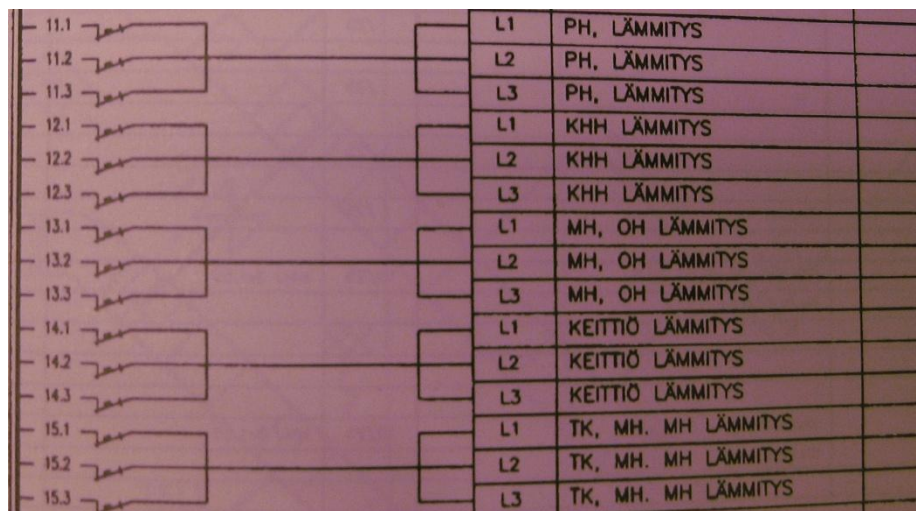 11.1 L1 PH, LÄMMITYS
11.2 L2 PH, LÄMMITYS
11.3 L3 PH, LÄMMITYS
12.1 L1 KHH LÄMMITYS
12.2 L2 KHH LÄMMITYS
12.3 L3 KHH LÄMMITYS
13.1 L1 MH, OH LÄMMITYS
13.2 L2 MH, OH LÄMMITYS
13.3 L3 MH, OH LÄMMITYS
14.1 L1 KEITTIÖ LÄMMITYS
14.2 L2 KEITTIÖ LÄMMITYS
14.3 L3 KEITTIÖ LÄMMITYS
15.1 L1 TK, MH. MH LÄMMITYS
15.2 L2 TK, MH. MH LÄMMITYS
15.3 L3 TK, MH. MH LÄMMITYS